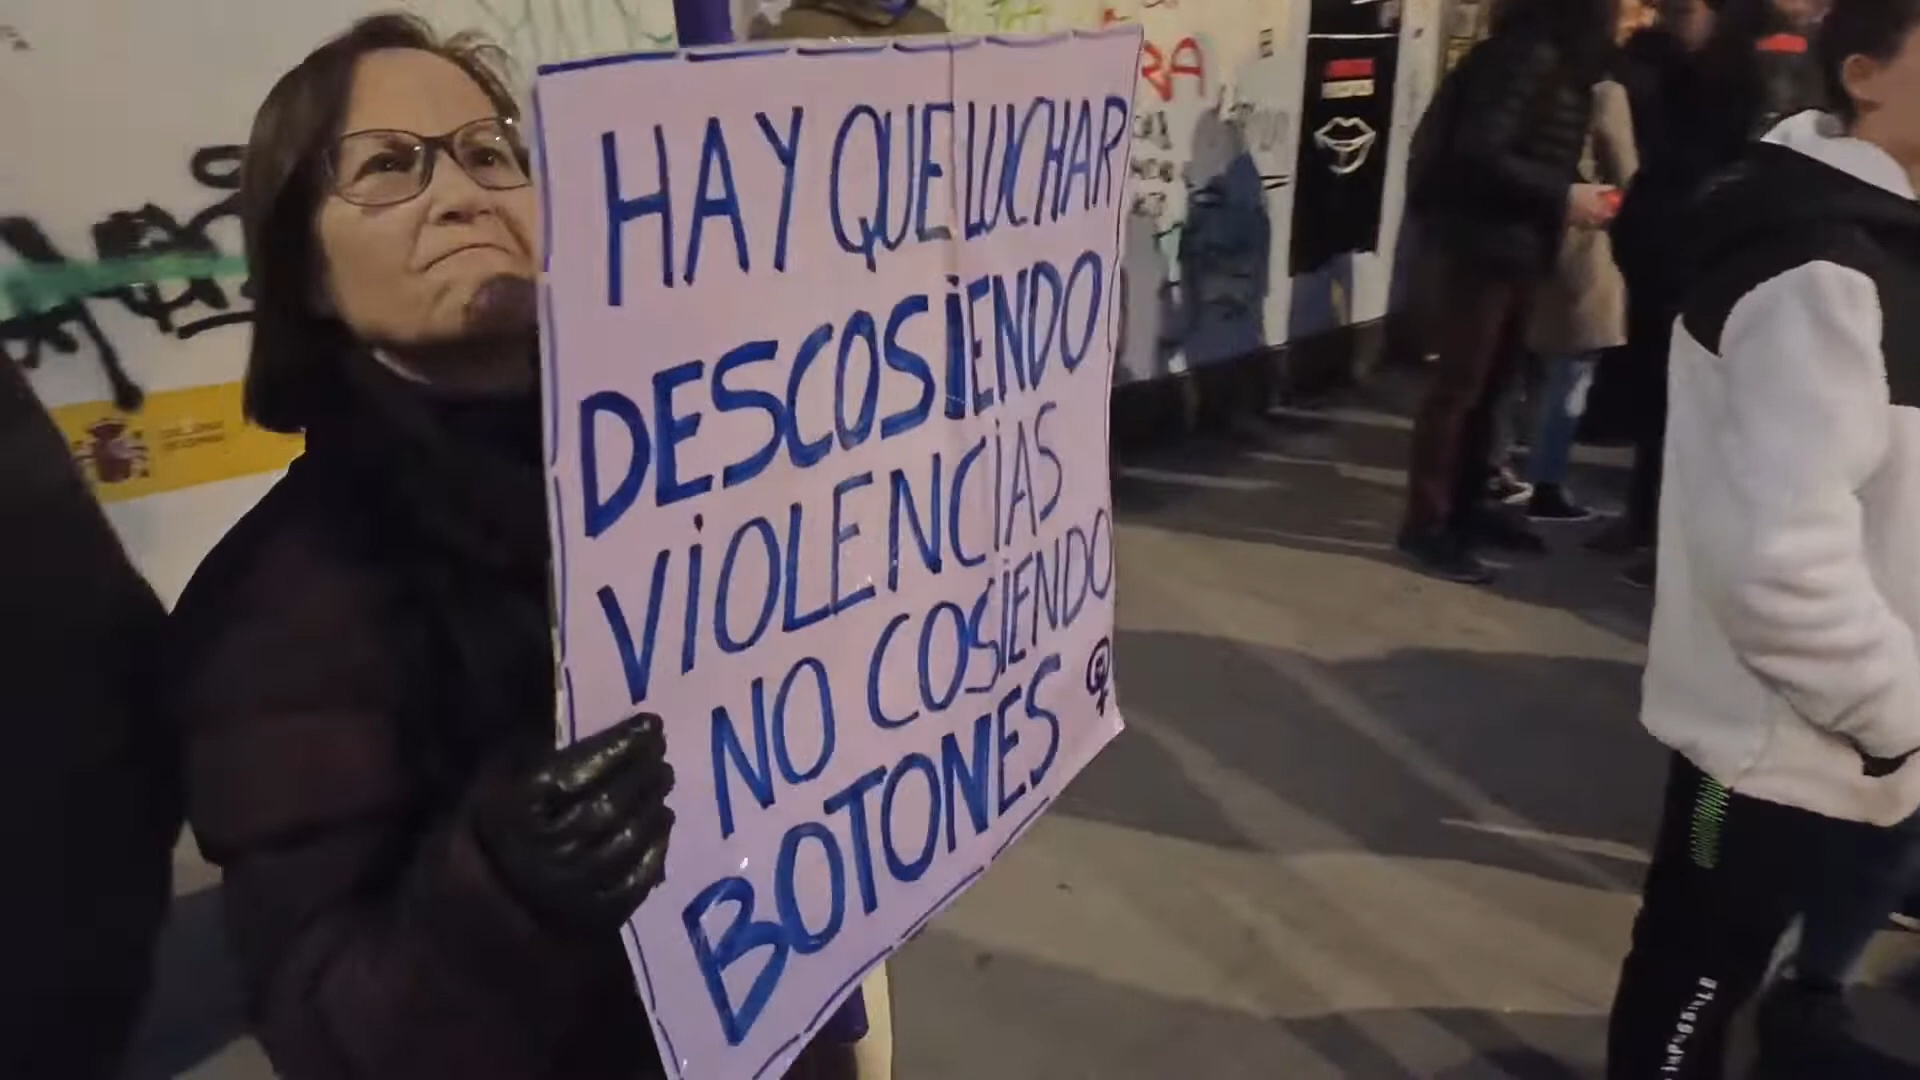 HAY QUE LUCHAR
DESCOSIENDO
VIOLENCIAS
NO COSIENDO
BOTONES